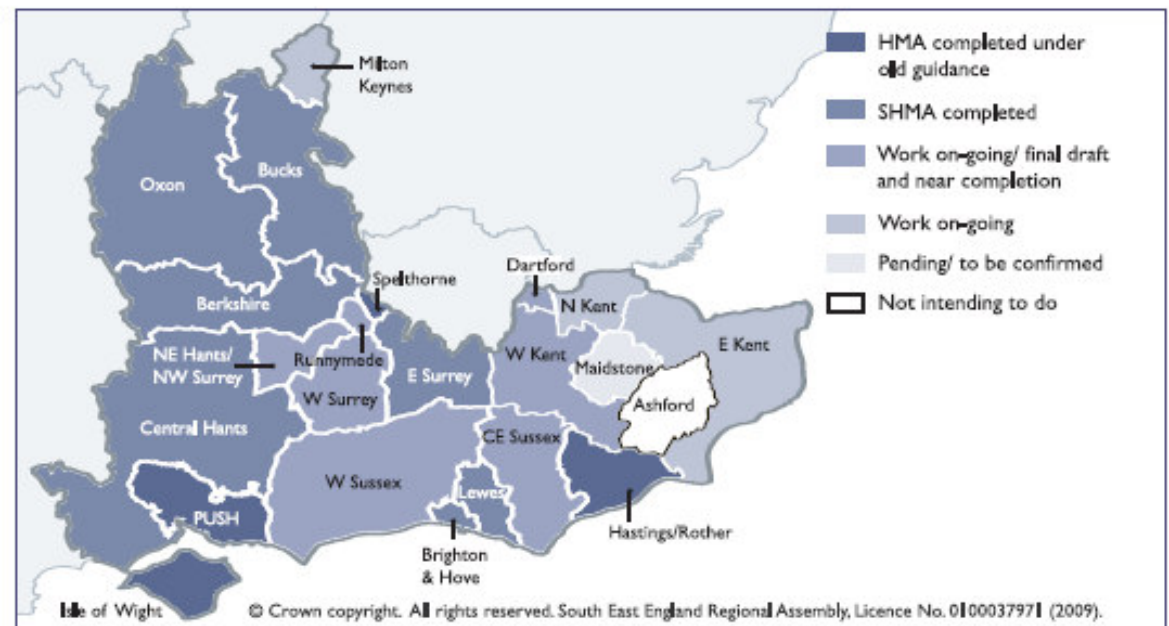 Milton
Keynes
Oxon
Bucks
Spelthorne
Dartford
Berkshire
N Kent
NE Hants/
NW Surrey
Runnymede
E Surrey
W Kent
Maidstone
E Kent
W Surrey
Ashford
Central Hants
CE Sussex
W Sussex
Lewes
PUSH
Hastings/Rother
Brighton
& Hove
Isle of Wight
© Crown copyright. All rights reserved. South East England Regional Assembly, Licence No. 010003797I (2009).
HMA completed under
old guidance
SHMA completed
Work on-going/ final draft
and near completion
Work on-going
Pending/ to be confirmed
Not intending to do